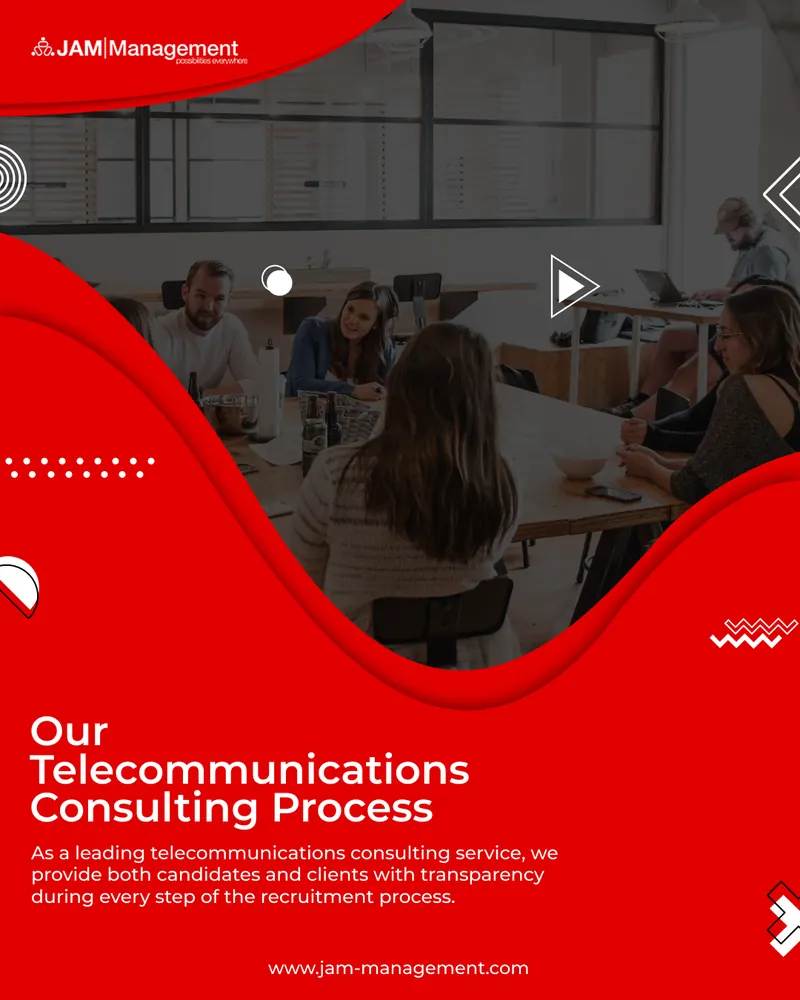 JAM|Management
possibilities everywhere
Our
Telecommunications
Consulting Process
As a leading telecommunications consulting service, we
provide both candidates and clients with transparency
during every step of the recruitment process.
www.jam-management.com